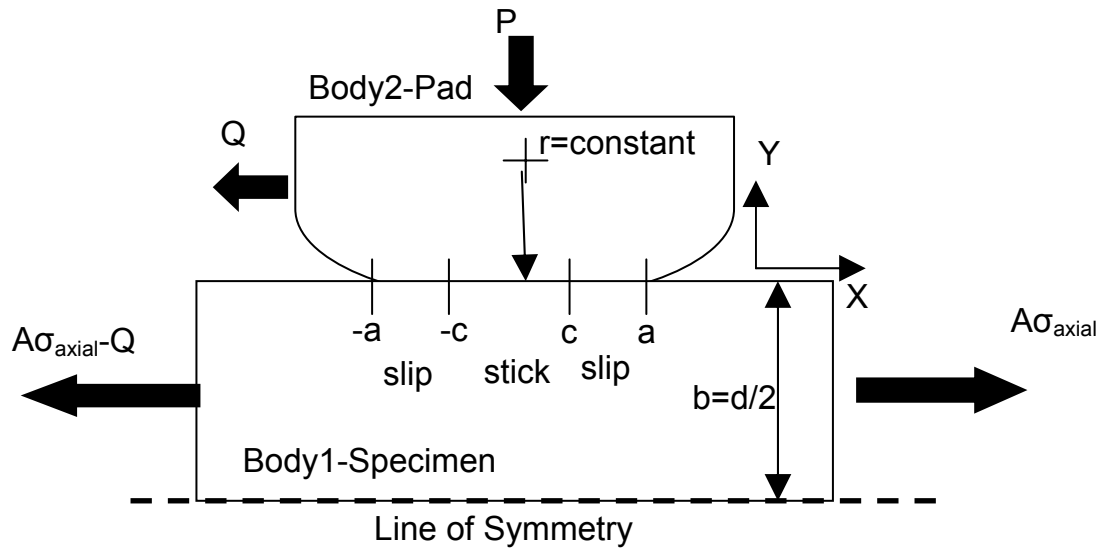 P
Body2-Pad
Q
r=constant
Y
X
-a
-c
c
a
slip
stick
slip
Aσaxial-Q
Aσaxial
b=d/2
Body1-Specimen
Line of Symmetry